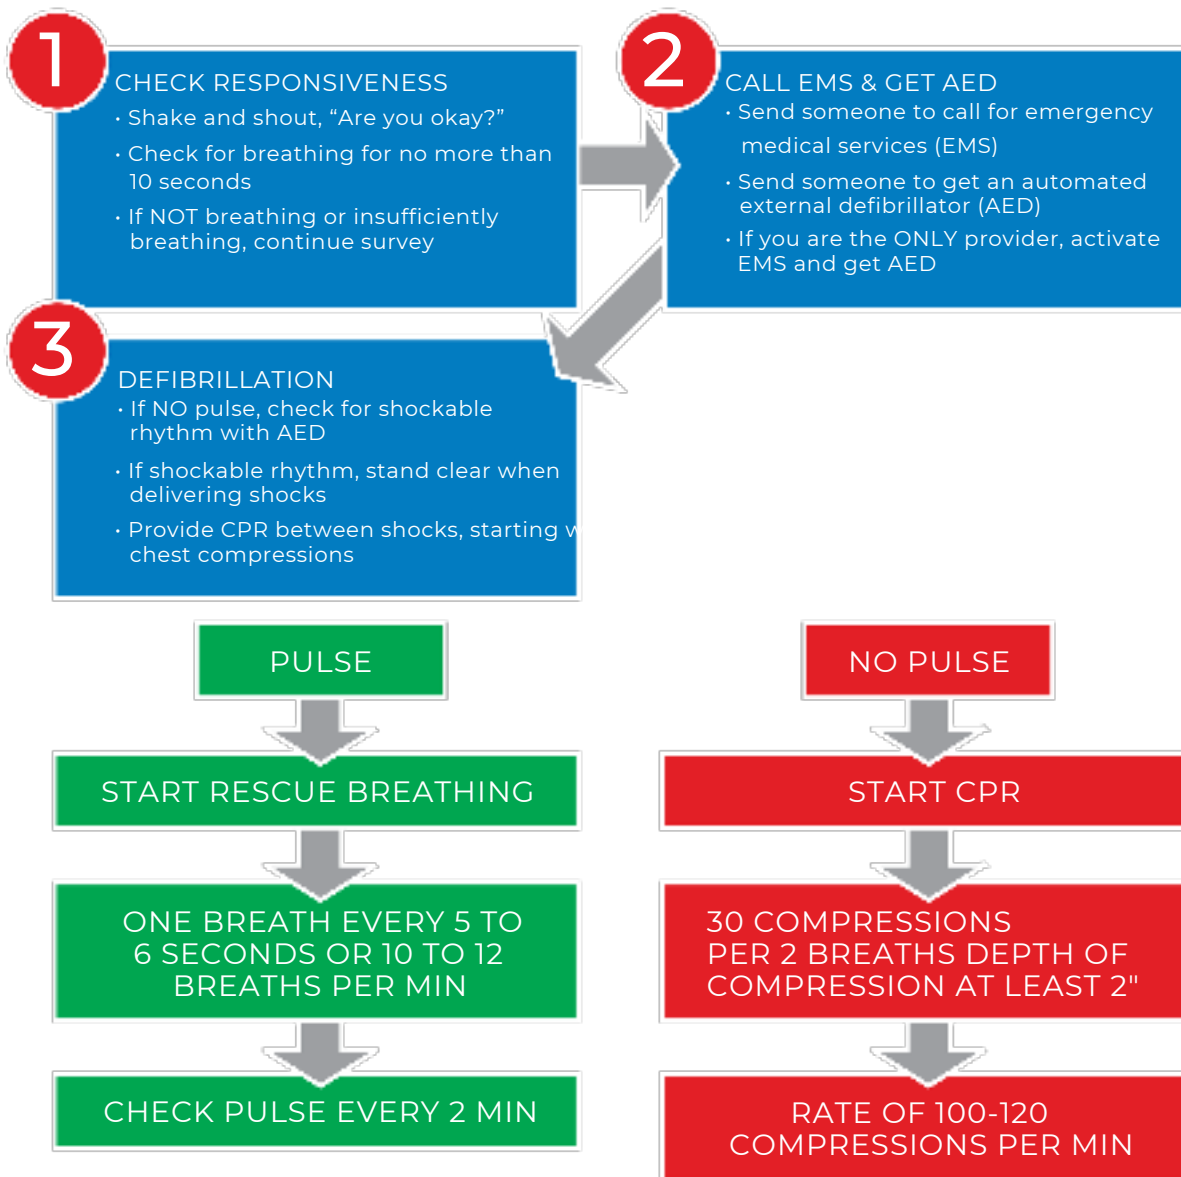 1
CHECK RESPONSIVENESS
· Shake and shout, “Are you okay?”
· Check for breathing for no more than
10 seconds
· If NOT breathing or insufficiently
breathing, continue survey
2
CALL EMS & GET AED
· Send someone to call for emergency
medical services (EMS)
· Send someone to get an automated
external defibrillator (AED)
· If you are the ONLY provider, activate
EMS and get AED
3
DEFIBRILLATION
· If NO pulse, check for shockable
rhythm with AED
· If shockable rhythm, stand clear when
delivering shocks
· Provide CPR between shocks, starting
chest compressions
PULSE
START RESCUE BREATHING
ONE BREATH EVERY 5 TO
6 SECONDS OR 10 TO 12
BREATHS PER MIN
CHECK PULSE EVERY 2 MIN
NO PULSE
START CPR
30 COMPRESSIONS
PER 2 BREATHS DEPTH OF
COMPRESSION AT LEAST 2"
RATE OF 100-120
COMPRESSIONS PER MIN